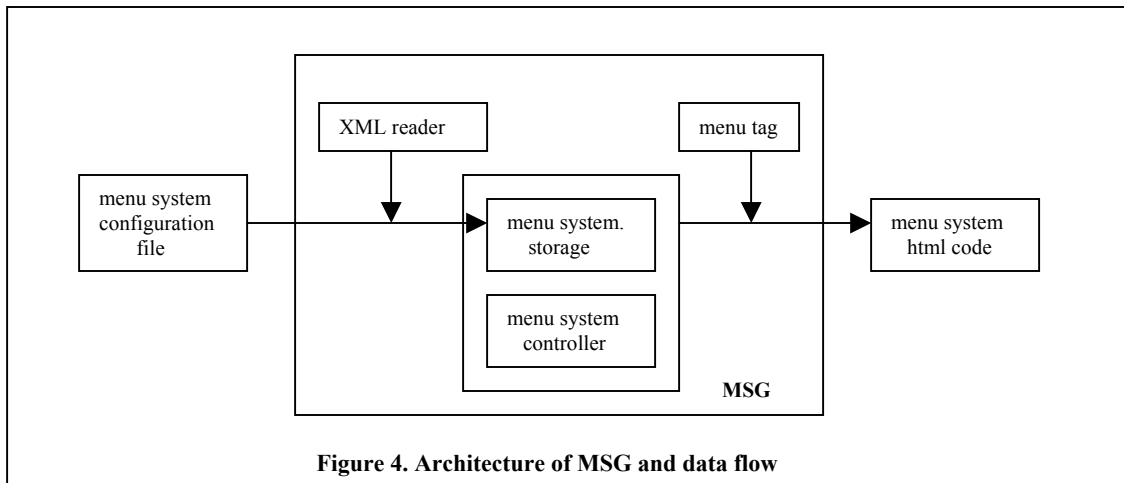 XML reader
menu tag
menu system
configuration
file
menu system.
storage
menu system
html code
menu system
controller
MSG
Figure 4. Architecture of MSG and data flow